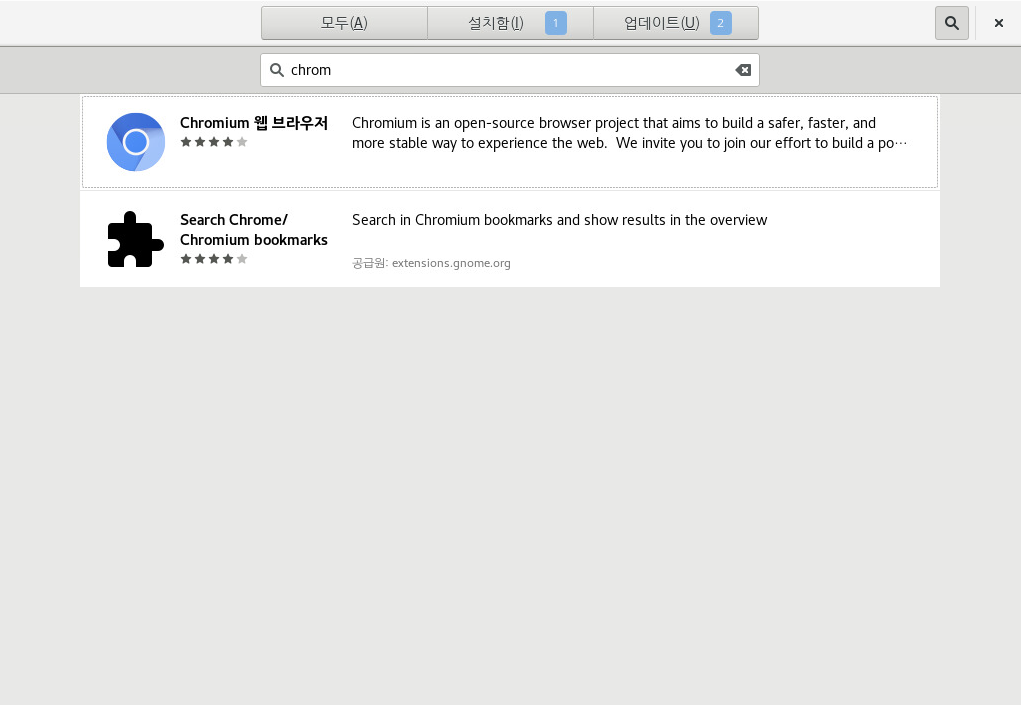 모두(A) 설치함(I) 1 업데이트(U) 2
chrom
Chromium 웹 브라우저
Chromium is an open-source browser project that aims to build a safer, faster, and
more stable way to experience the web.  We invite you to join our effort to build a po…
Search Chrome/
Chromium bookmarks
Search in Chromium bookmarks and show results in the overview
공급원: extensions.gnome.org